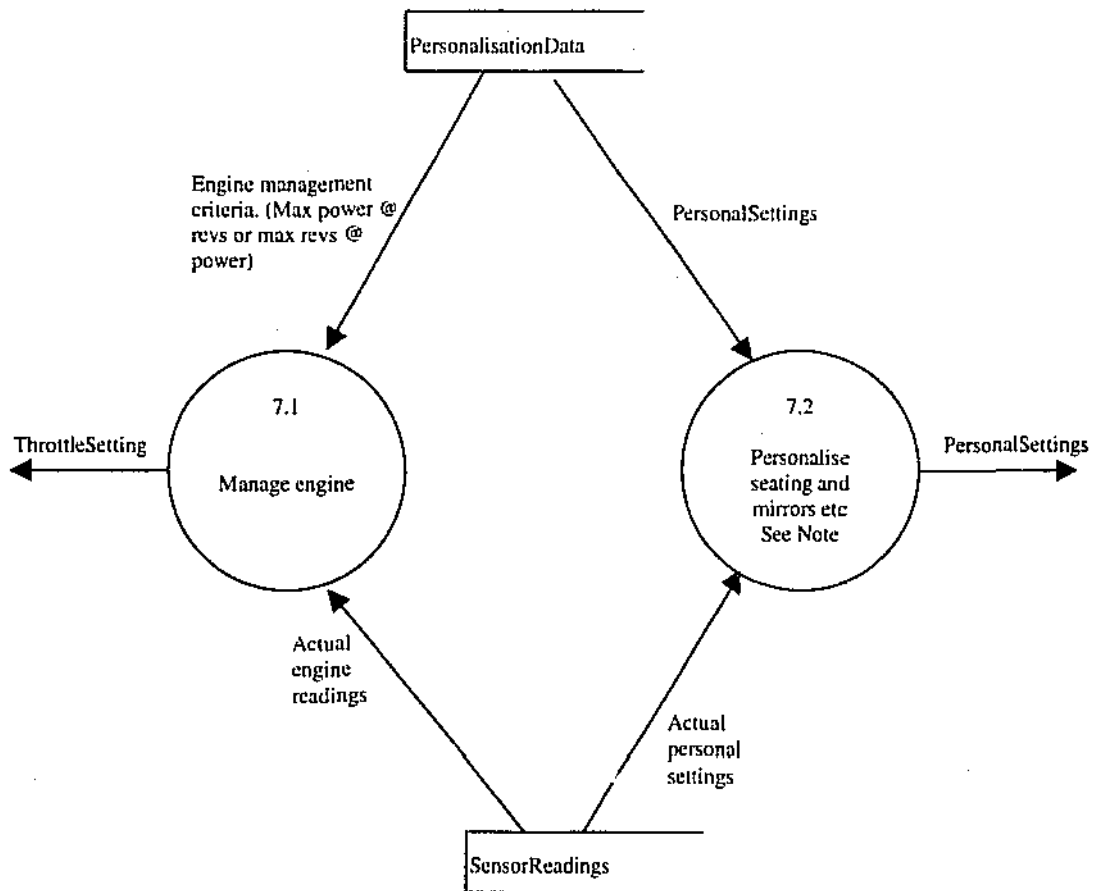 PersonalisationData
Engine management
criteria. (Max power @
revs or max revs @
power)
PersonalSettings
7.1
Manage engine
ThrottleSetting
7.2
Personalise
seating and
mirrors etc
See Note
PersonalSettings
Actual
engine
readings
Actual
personal
settings
SensorReadings